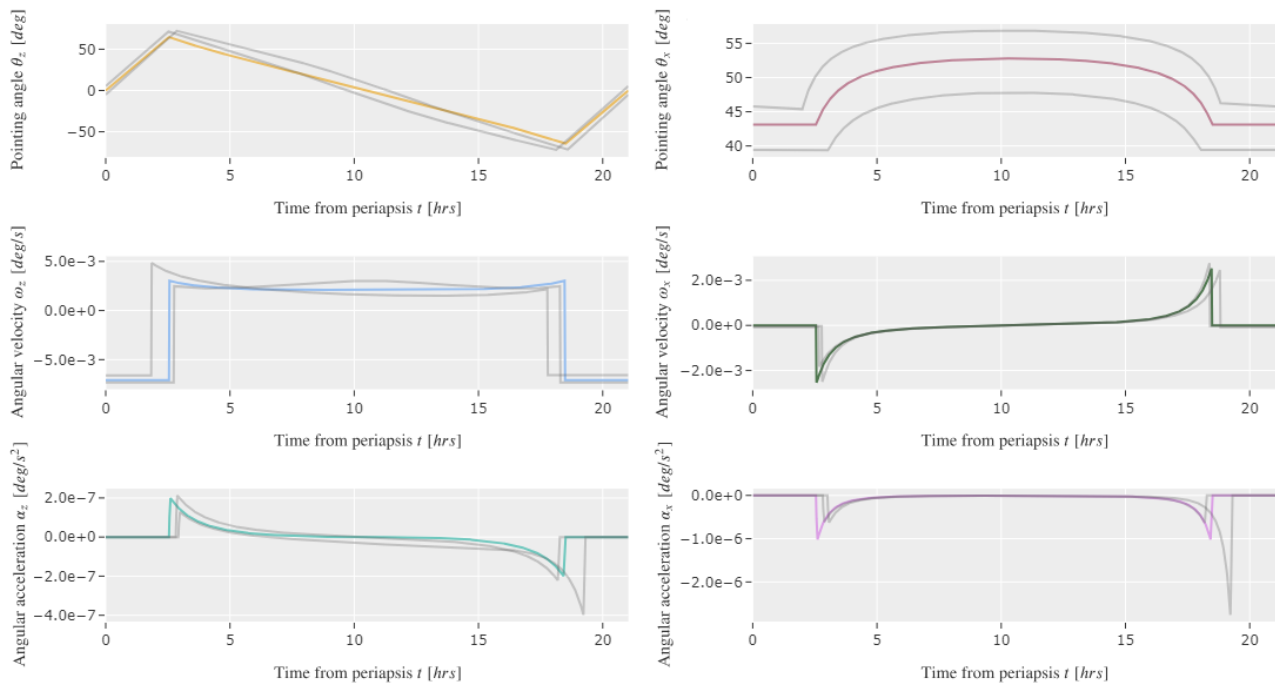 Pointing angle θz [deg]
50
0
−50
0
5
10
15
20
Time from periapsis t [hrs]
Pointing angle θx [deg]
55
50
45
40
0
5
10
15
20
Time from periapsis t [hrs]
Angular velocity ωz [deg/s]
5.0e−3
0.0e+0
−5.0e−3
0
5
10
15
20
Time from periapsis t [hrs]
Angular velocity ωx [deg/s]
2.0e−3
0.0e+0
−2.0e−3
0
5
10
15
20
Time from periapsis t [hrs]
Angular acceleration αz [deg/s²]
2.0e−7
0.0e+0
−2.0e−7
−4.0e−7
0
5
10
15
20
Time from periapsis t [hrs]
Angular acceleration αx [deg/s²]
0.0e+0
−1.0e−6
−2.0e−6
0
5
10
15
20
Time from periapsis t [hrs]